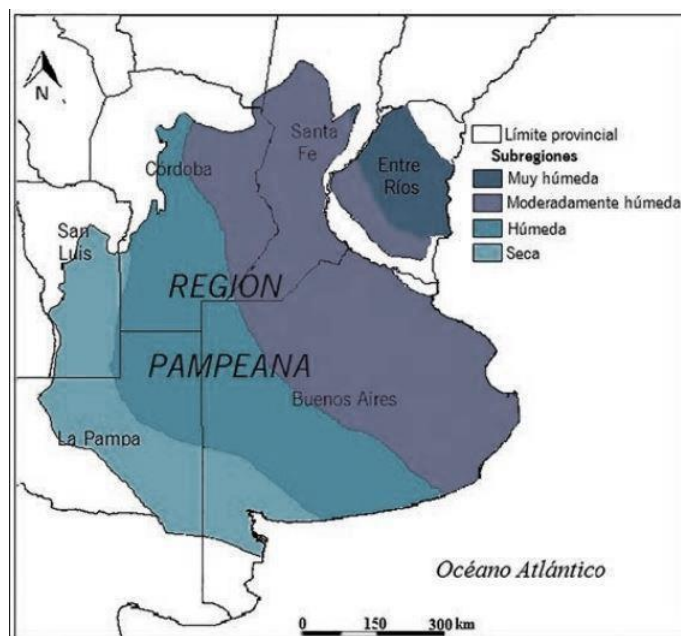 N
Córdoba
Santa
Fe
Entre
Ríos
San
Luis
REGIÓN
PAMPEANA
Buenos Aires
La Pampa
Límite provincial
Subregiones
Muy húmeda
Moderadamente húmeda
Húmeda
Seca
Océano Atlántico
0 150 300 km